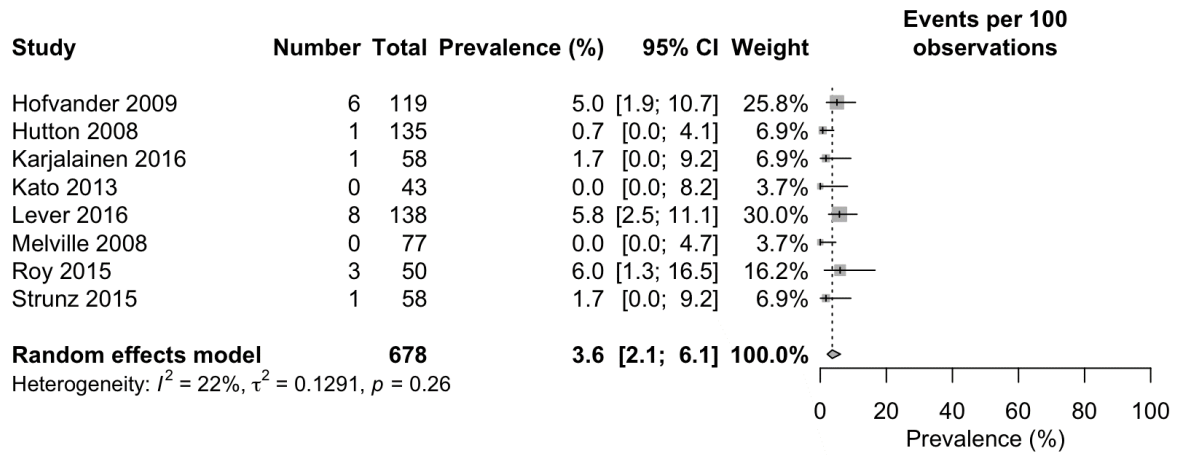 Events per 100
Study Number Total Prevalence (%) 95% CI Weight observations
Hofvander 2009 6 119 5.0 [1.9; 10.7] 25.8%
Hutton 2008 1 135 0.7 [0.0; 4.1] 6.9%
Karjalainen 2016 1 58 1.7 [0.0; 9.2] 6.9%
Kato 2013 0 43 0.0 [0.0; 8.2] 3.7%
Lever 2016 8 138 5.8 [2.5; 11.1] 30.0%
Melville 2008 0 77 0.0 [0.0; 4.7] 3.7%
Roy 2015 3 50 6.0 [1.3; 16.5] 16.2%
Strunz 2015 1 58 1.7 [0.0; 9.2] 6.9%
Random effects model 678 3.6 [2.1; 6.1] 100.0%
Heterogeneity: I² = 22%, τ² = 0.1291, p = 0.26
0 20 40 60 80 100
Prevalence (%)